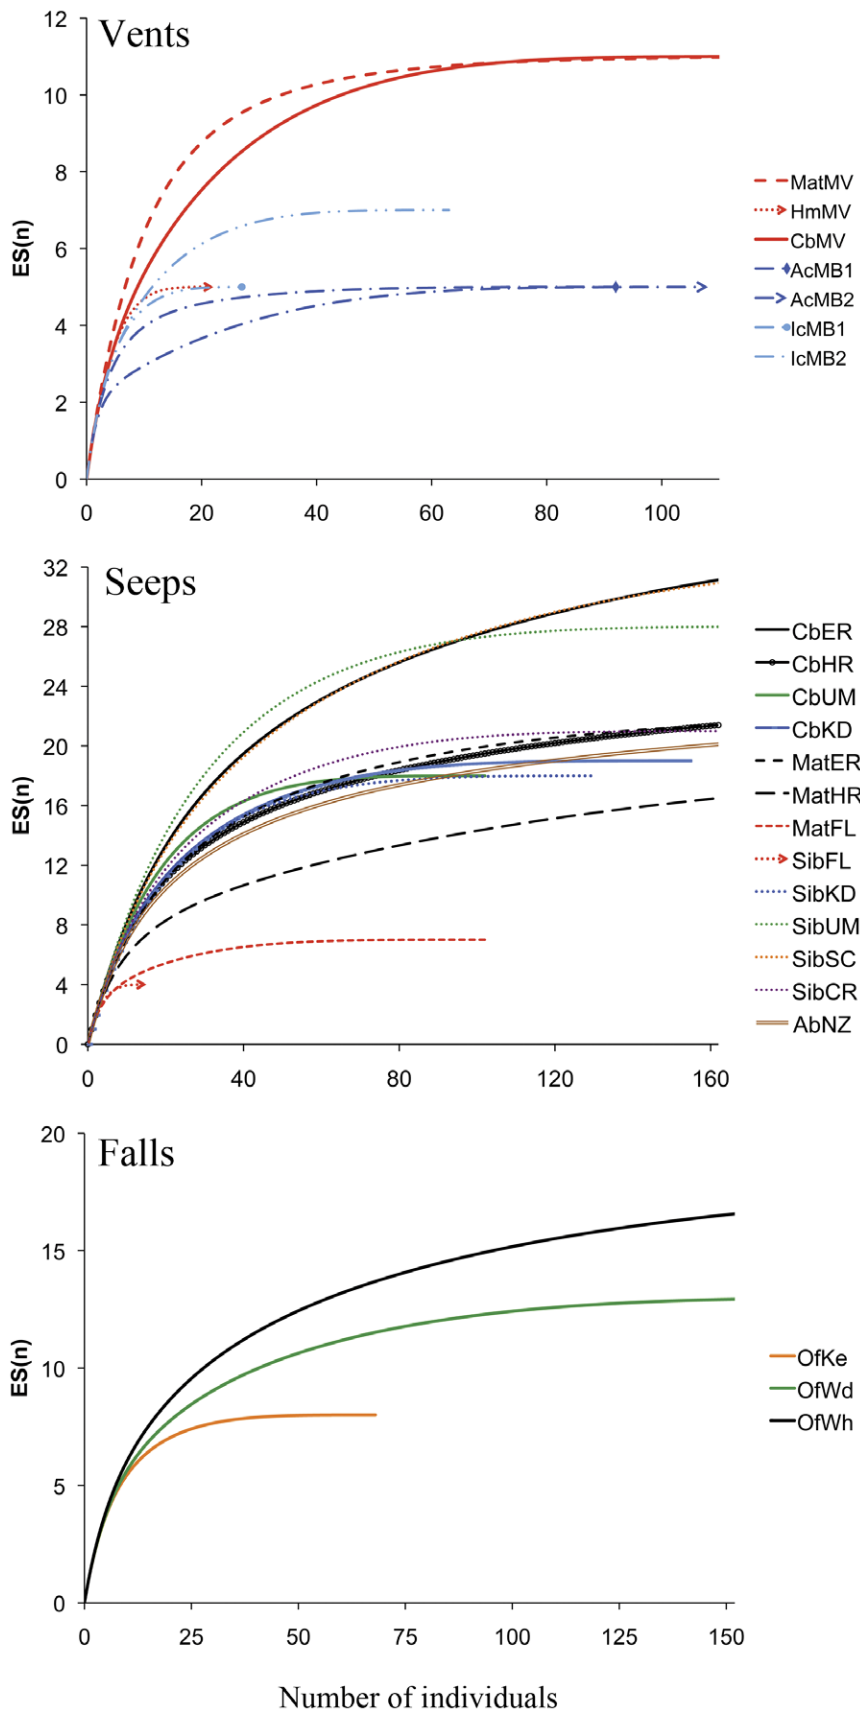 Vents
12
10
8
6
4
2
0
ES(n)
0 20 40 60 80 100
MatMV
HmMV
CbMV
AcMB1
AcMB2
IcMB1
IcMB2
Seeps
32
28
24
20
16
12
8
4
0
ES(n)
0 40 80 120 160
CbER
CbHR
CbUM
CbKD
MatER
MatHR
MatFL
SibFL
SibKD
SibUM
SibSC
SibCR
AbNZ
Falls
20
15
10
5
0
ES(n)
0 25 50 75 100 125 150
OfKe
OfWd
OfWh
Number of individuals